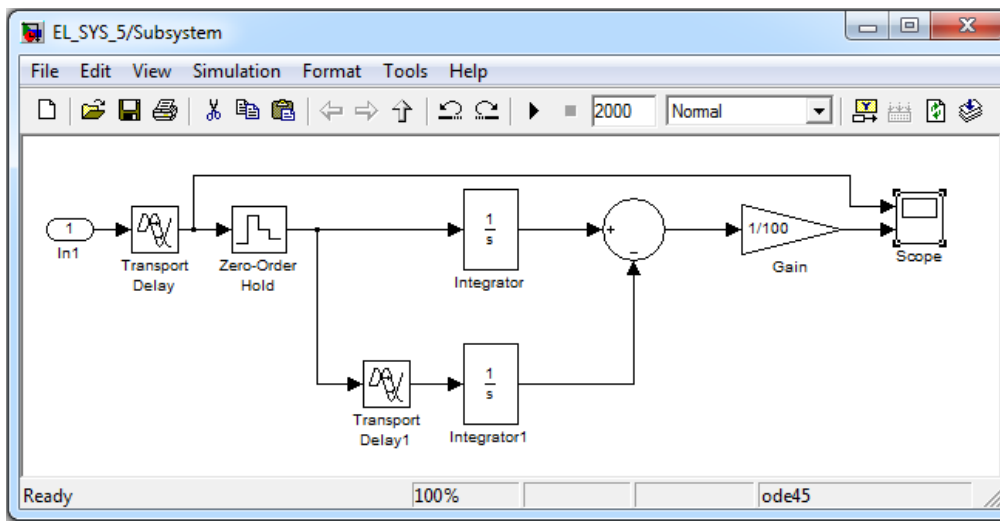 EL_SYS_5/Subsystem
File Edit View Simulation Format Tools Help
2000 Normal
1
In1
Transport
Delay
Zero-Order
Hold
1
s
Integrator
+
−
1/100
Gain
Scope
Transport
Delay1
1
s
Integrator1
Ready 100% ode45